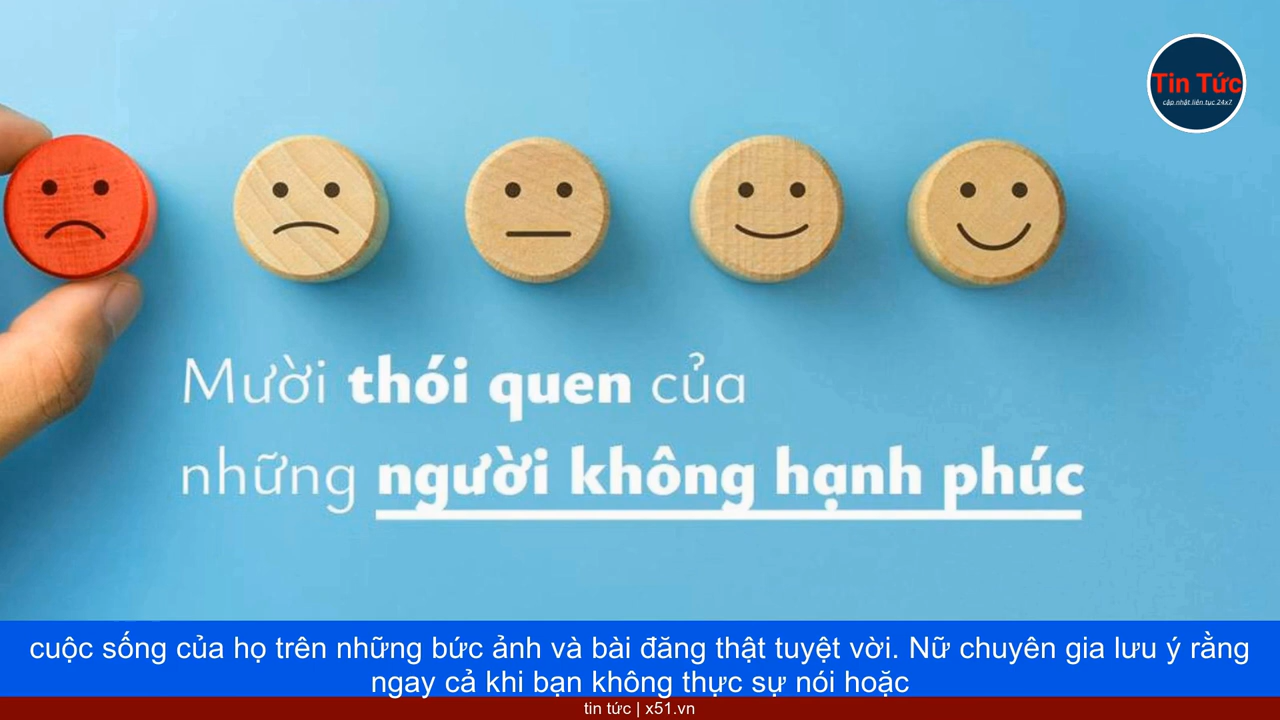 Tin Tức
cập nhật liên tục 24x7
Mười thói quen của
những người không hạnh phúc
cuộc sống của họ trên những bức ảnh và bài đăng thật tuyệt vời. Nữ chuyên gia lưu ý rằng
ngay cả khi bạn không thực sự nói hoặc
tin tức | x51.vn